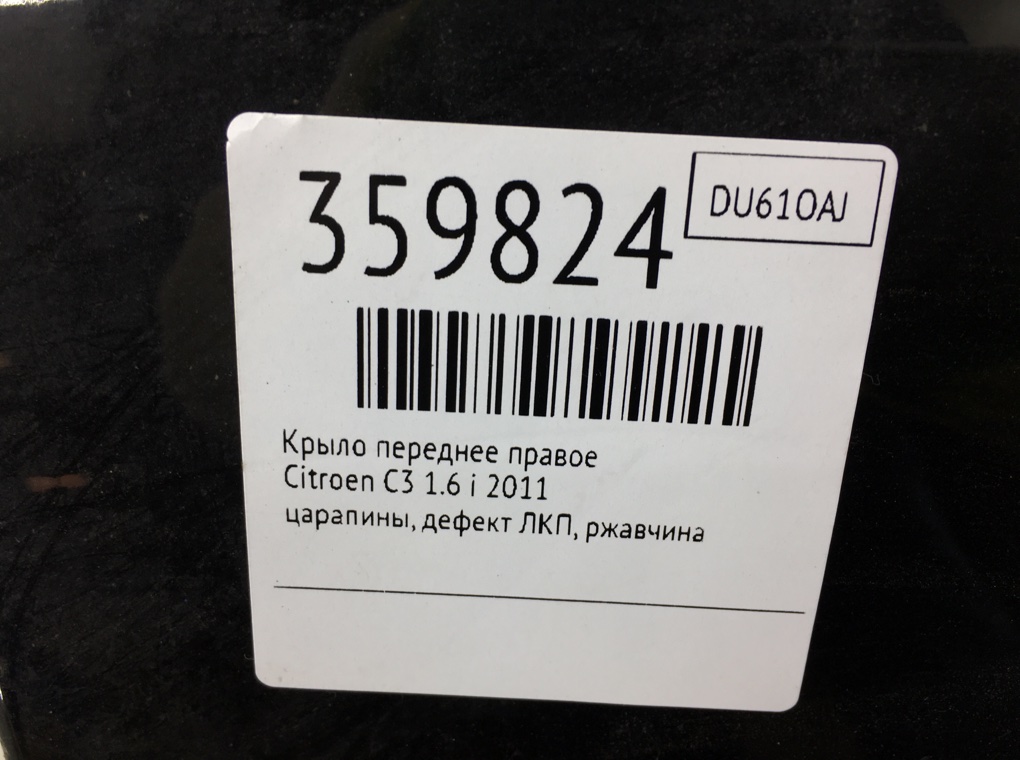 359824
DU610AJ
Крыло переднее правое
Citroen C3 1.6 i 2011
царапины, дефект ЛКП, ржавчина